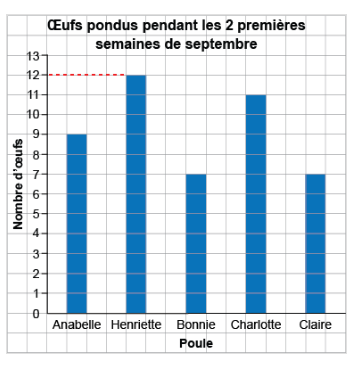 Œufs pondus pendant les 2 premières
semaines de septembre
Nombre d'œufs
13
12
11
10
9
8
7
6
5
4
3
2
1
0
Anabelle Henriette Bonnie Charlotte Claire
Poule